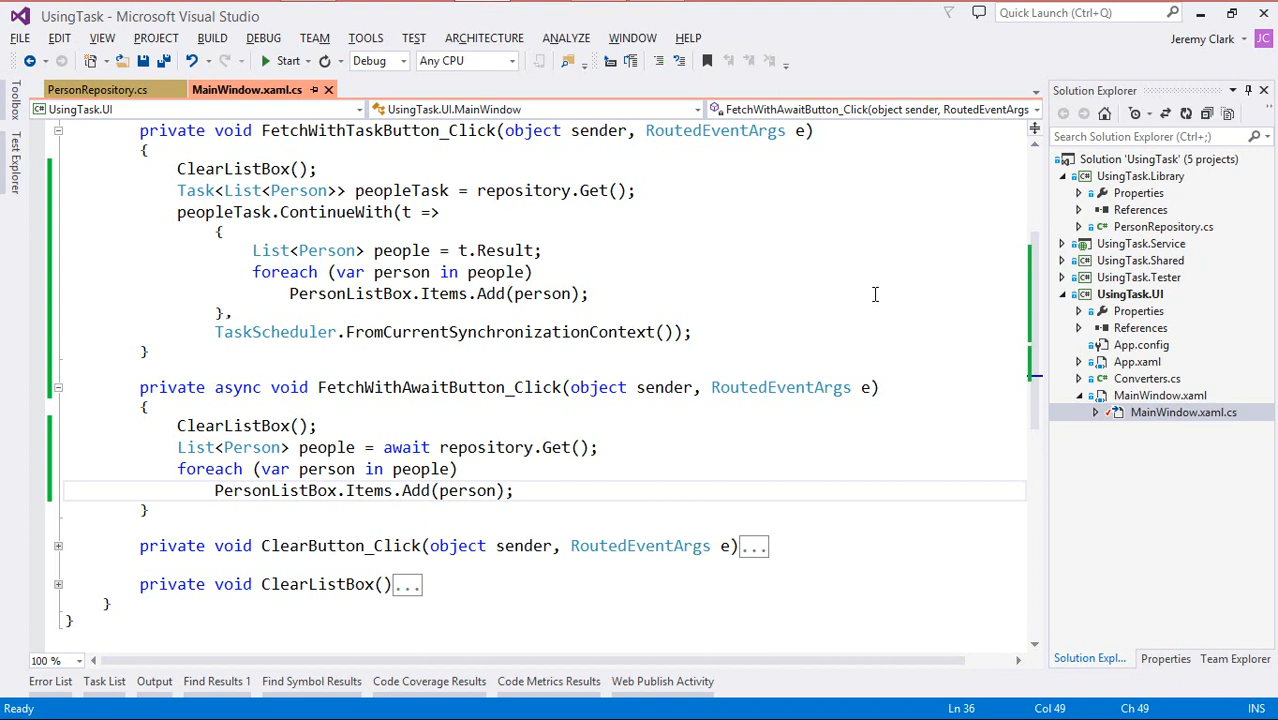 UsingTask - Microsoft Visual Studio
Quick Launch (Ctrl+Q)
FILE EDIT VIEW PROJECT BUILD DEBUG TEAM TOOLS TEST ARCHITECTURE ANALYZE WINDOW HELP
Jeremy Clark JC
Start Debug Any CPU
Toolbox
Test Explorer
PersonRepository.cs MainWindow.xaml.cs
UsingTask.UI UsingTask.UI.MainWindow FetchWithAwaitButton_Click(object sender, RoutedEventArgs
private void FetchWithTaskButton_Click(object sender, RoutedEventArgs e)
{
ClearListBox();
Task<List<Person>> peopleTask = repository.Get();
peopleTask.ContinueWith(t =>
{
List<Person> people = t.Result;
foreach (var person in people)
PersonListBox.Items.Add(person);
},
TaskScheduler.FromCurrentSynchronizationContext());
}
private async void FetchWithAwaitButton_Click(object sender, RoutedEventArgs e)
{
ClearListBox();
List<Person> people = await repository.Get();
foreach (var person in people)
PersonListBox.Items.Add(person);
}
private void ClearButton_Click(object sender, RoutedEventArgs e)...
private void ClearListBox()...
}
}
100 %
Solution Explorer
Search Solution Explorer (Ctrl+;)
Solution 'UsingTask' (5 projects)
UsingTask.Library
Properties
References
PersonRepository.cs
UsingTask.Service
UsingTask.Shared
UsingTask.Tester
UsingTask.UI
Properties
References
App.config
App.xaml
Converters.cs
MainWindow.xaml
MainWindow.xaml.cs
Solution Expl... Properties Team Explorer
Error List Task List Output Find Results 1 Find Symbol Results Code Coverage Results Code Metrics Results Web Publish Activity
Ready Ln 36 Col 49 Ch 49 INS